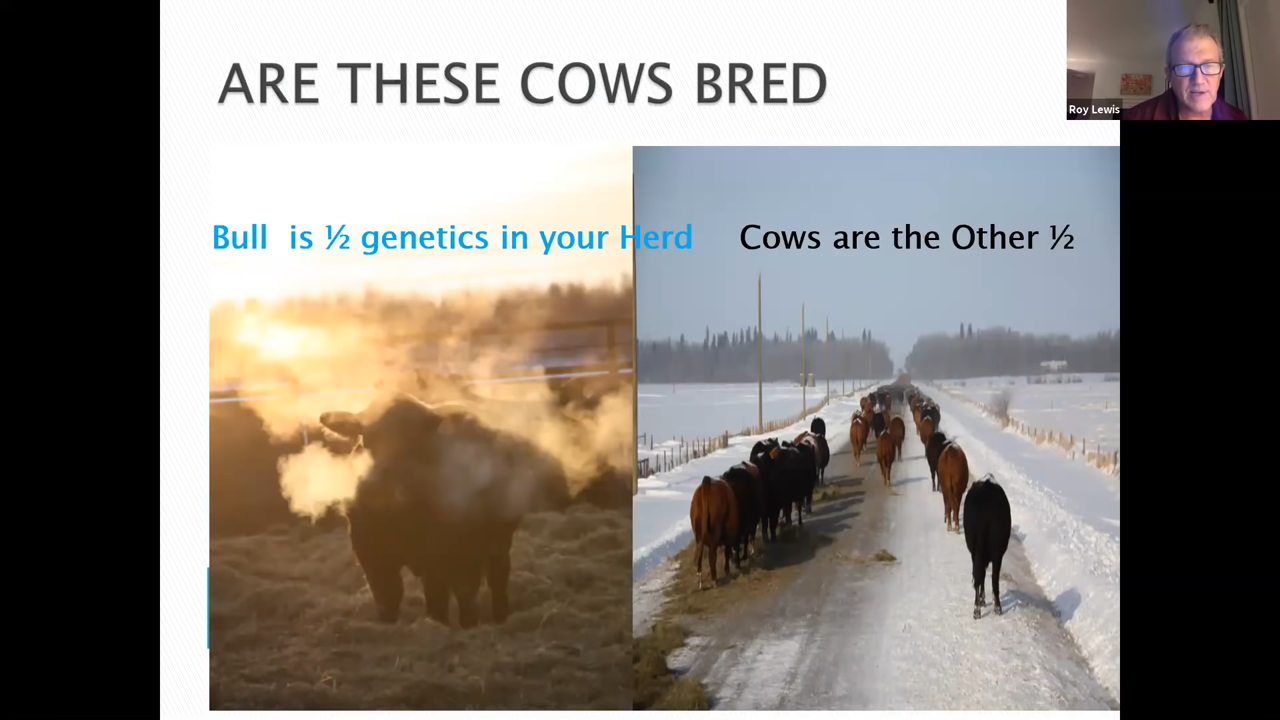 ARE THESE COWS BRED
Roy Lewis
Bull is ½ genetics in your Herd
Cows are the Other ½